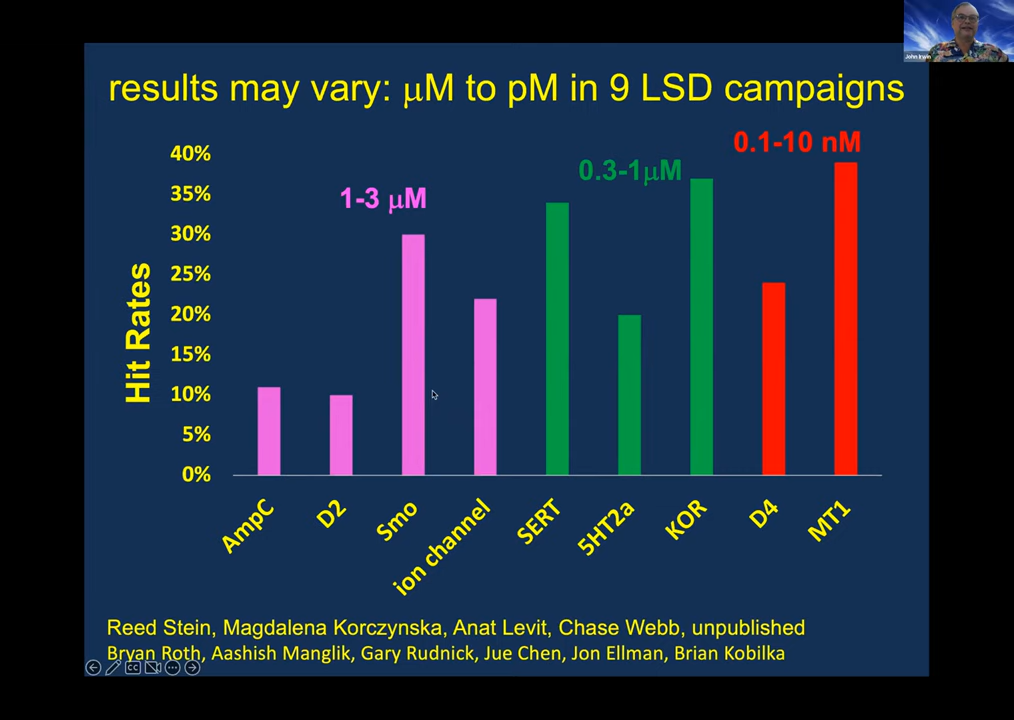 John Irwin
results may vary: μM to pM in 9 LSD campaigns
0.1-10 nM
0.3-1μM
1-3 μM
Hit Rates
40%
35%
30%
25%
20%
15%
10%
5%
0%
AmpC
D2
Smo
ion channel
SERT
5HT2a
KOR
D4
MT1
Reed Stein, Magdalena Korczynska, Anat Levit, Chase Webb, unpublished
Bryan Roth, Aashish Manglik, Gary Rudnick, Jue Chen, Jon Ellman, Brian Kobilka
CC